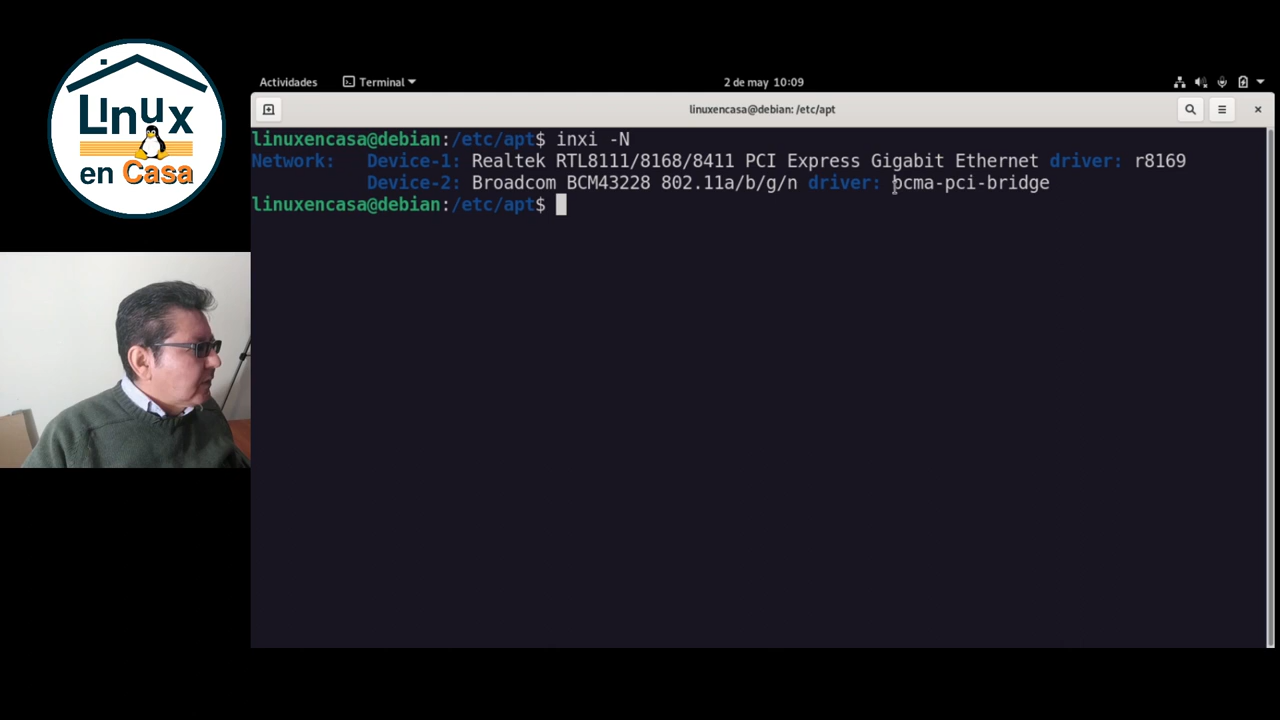 Linux
en Casa
Actividades Terminal 2 de may 10:09
linuxencasa@debian: /etc/apt
linuxencasa@debian:/etc/apt$ inxi -N
Network: Device-1: Realtek RTL8111/8168/8411 PCI Express Gigabit Ethernet driver: r8169
Device-2: Broadcom BCM43228 802.11a/b/g/n driver: bcma-pci-bridge
linuxencasa@debian:/etc/apt$